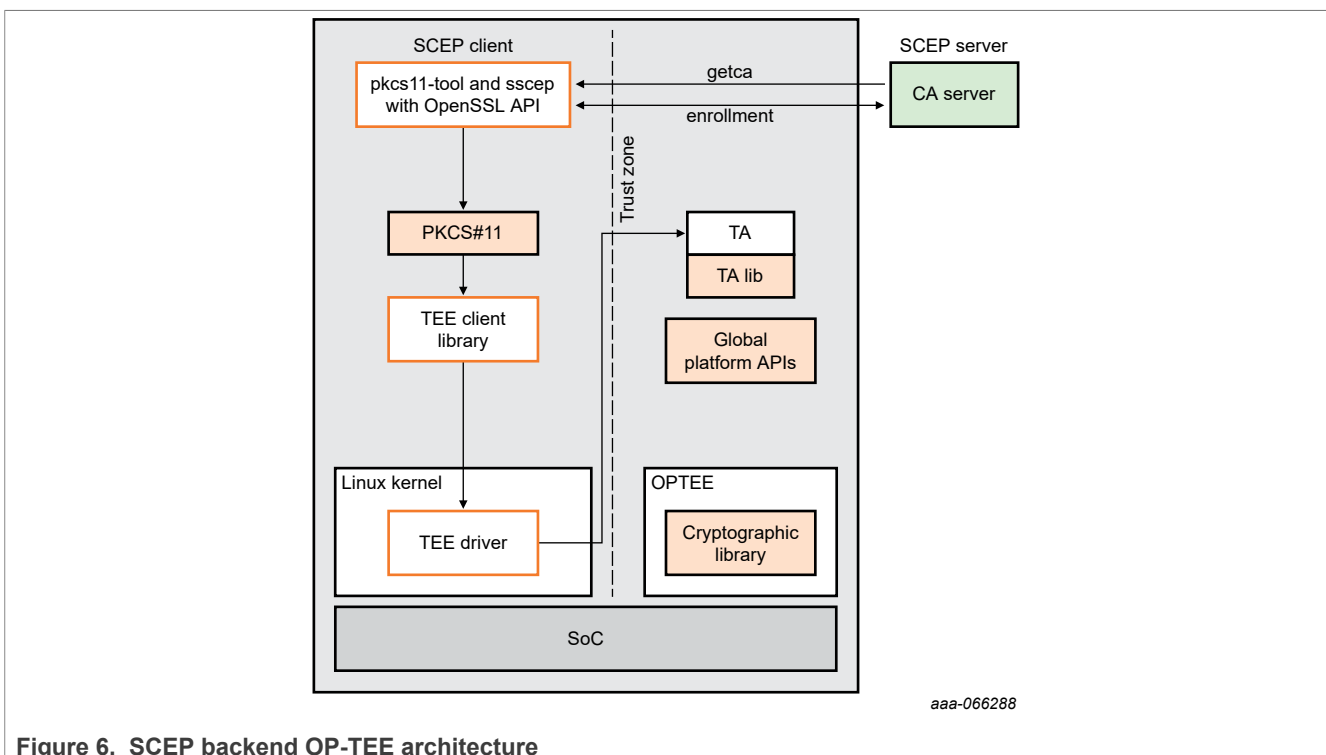 SCEP client
SCEP server
pkcs11-tool and sscep
with OpenSSL API
getca
enrollment
CA server
Trust zone
PKCS#11
TA
TA lib
TEE client
library
Global
platform APIs
Linux kernel
OPTEE
TEE driver
Cryptographic
library
SoC
aaa-066288
Figure 6. SCEP backend OP-TEE architecture